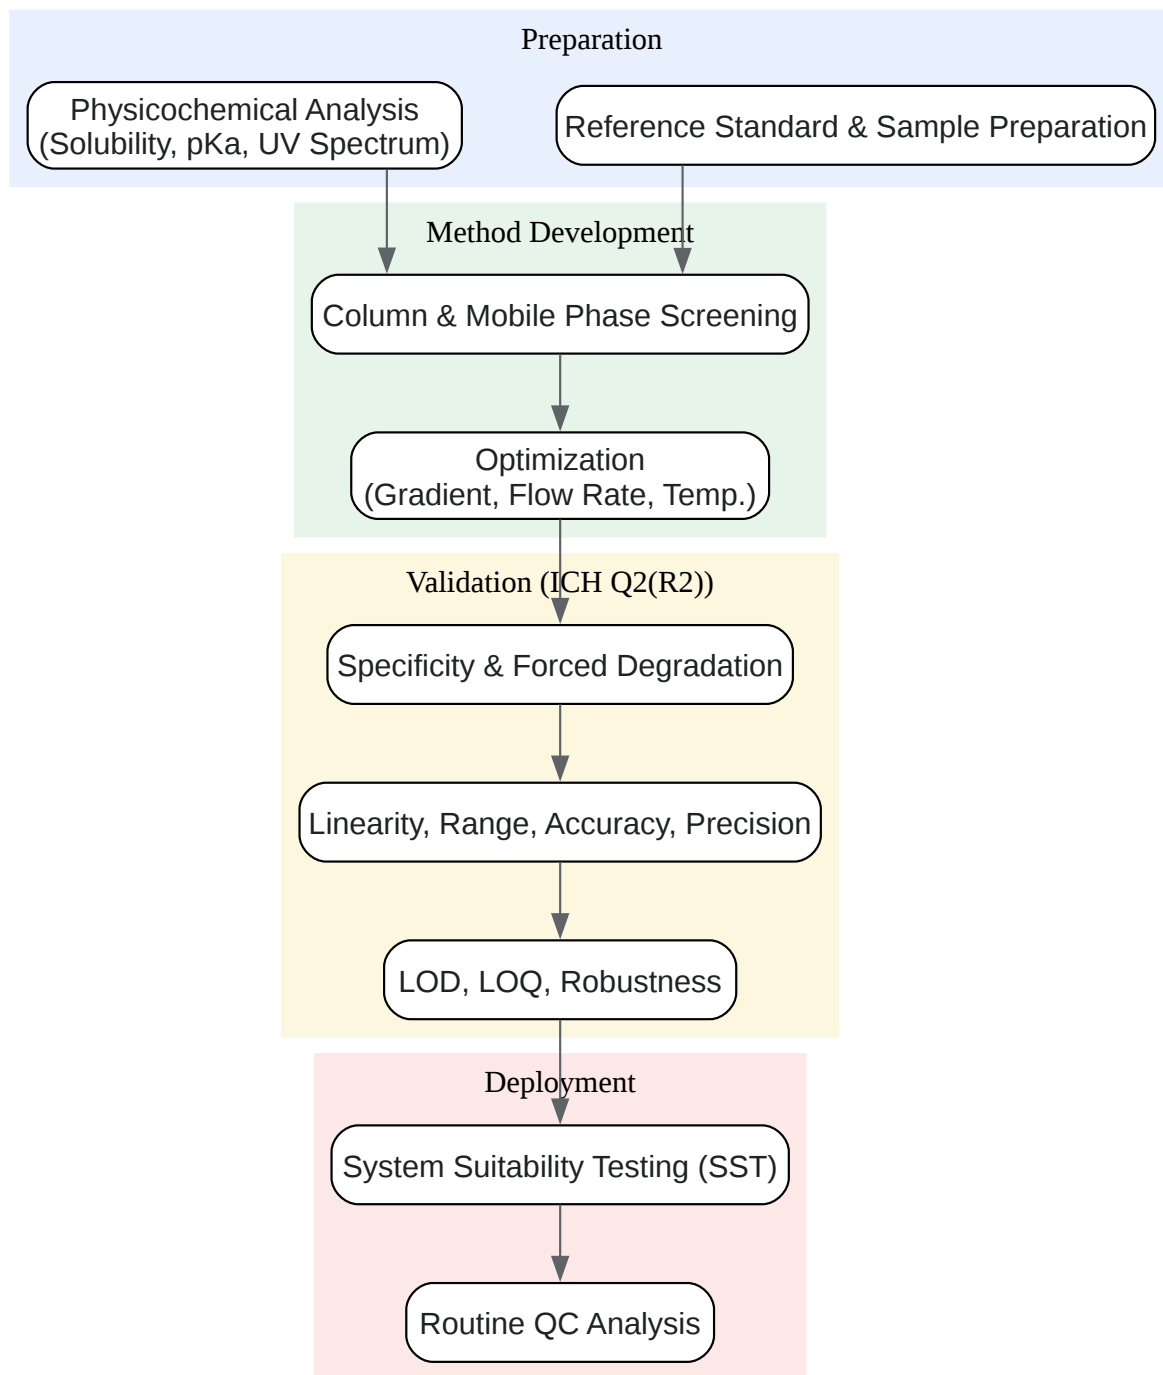 Preparation
Physicochemical Analysis
(Solubility, pKa, UV Spectrum)
Reference Standard & Sample Preparation
Method Development
Column & Mobile Phase Screening
Optimization
(Gradient, Flow Rate, Temp.)
Validation (ICH Q2(R2))
Specificity & Forced Degradation
Linearity, Range, Accuracy, Precision
LOD, LOQ, Robustness
Deployment
System Suitability Testing (SST)
Routine QC Analysis